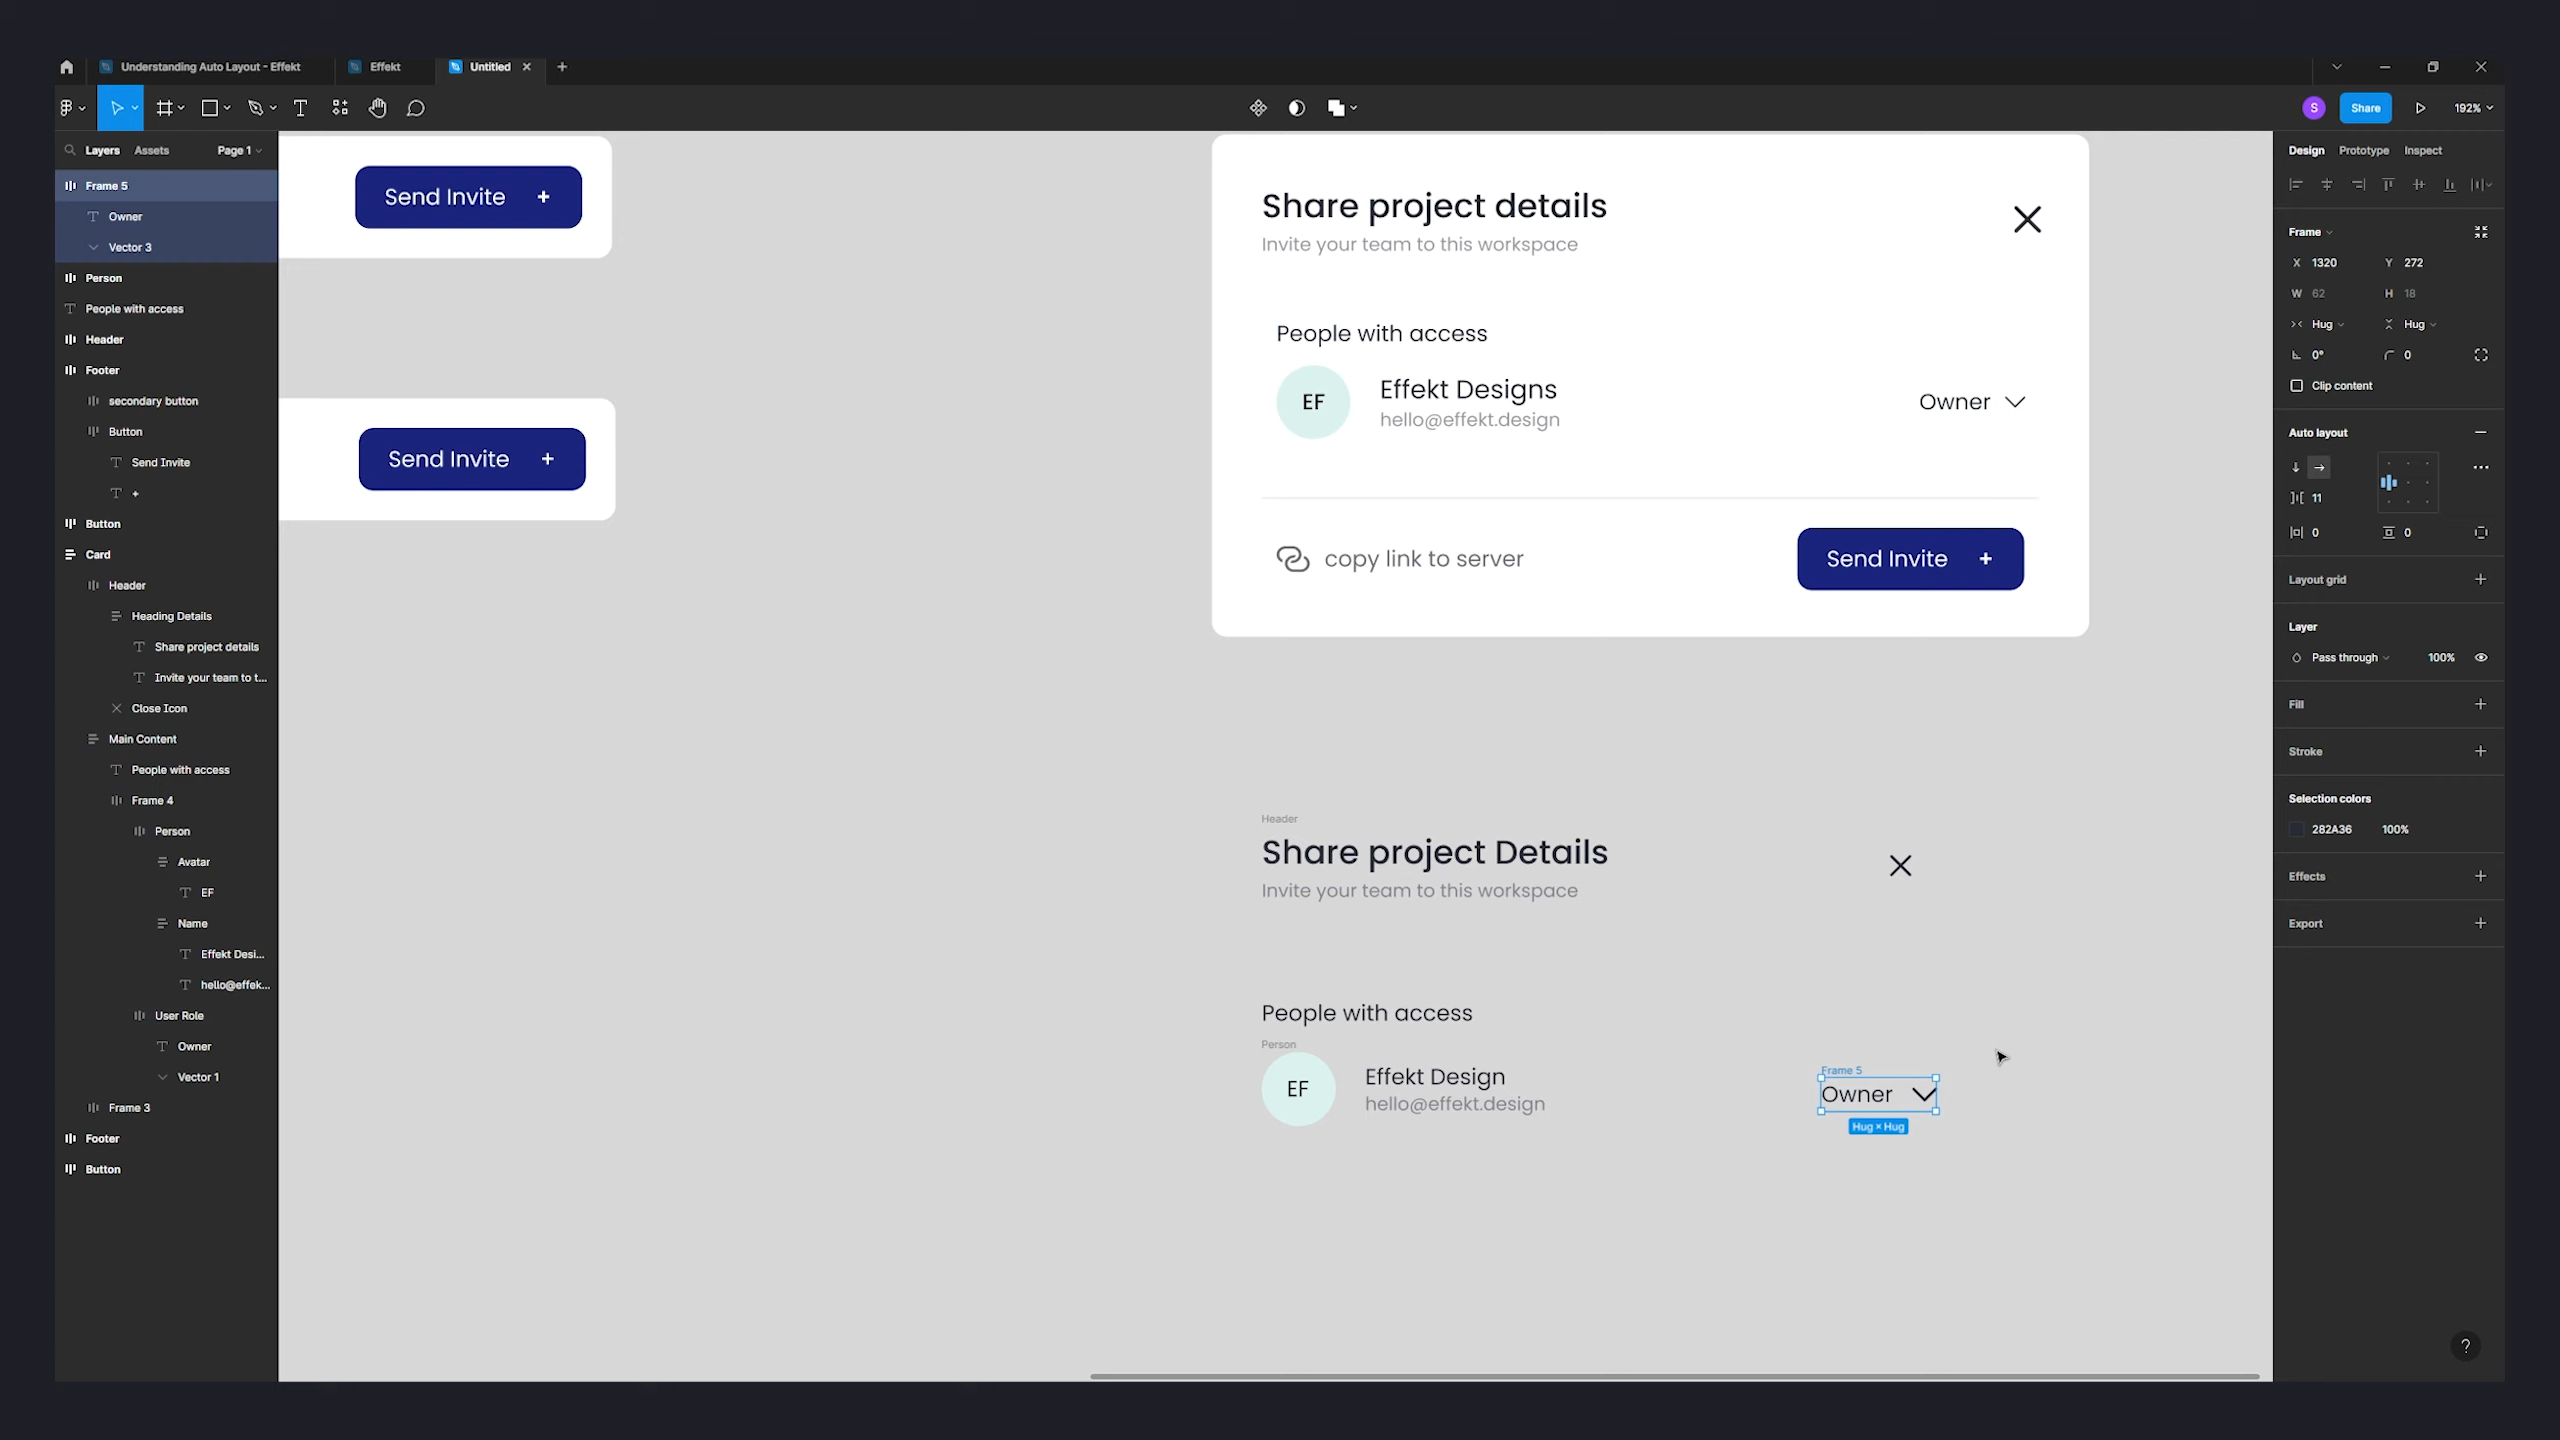 Understanding Auto Layout - Effekt
Effekt
Untitled
S
Share
192%
Layers
Assets
Page 1
Frame 5
Owner
Vector 3
Person
People with access
Header
Footer
secondary button
Button
Send Invite
+
Button
Card
Header
Heading Details
Share project details
Invite your team to t...
Close Icon
Main Content
People with access
Frame 4
Person
Avatar
EF
Name
Effekt Desi...
hello@effek...
User Role
Owner
Vector 1
Frame 3
Footer
Button
Send Invite +
Send Invite +
Share project details
Invite your team to this workspace
People with access
EF
Effekt Designs
hello@effekt.design
Owner
copy link to server
Send Invite +
Header
Share project Details
Invite your team to this workspace
People with access
Person
EF
Effekt Design
hello@effekt.design
Frame 5
Owner
Hug × Hug
Design
Prototype
Inspect
Frame
X 1320
Y 272
W 62
H 18
Hug
Hug
0°
0
Clip content
Auto layout
11
0
0
Layout grid
Layer
Pass through
100%
Fill
Stroke
Selection colors
282A36
100%
Effects
Export
?